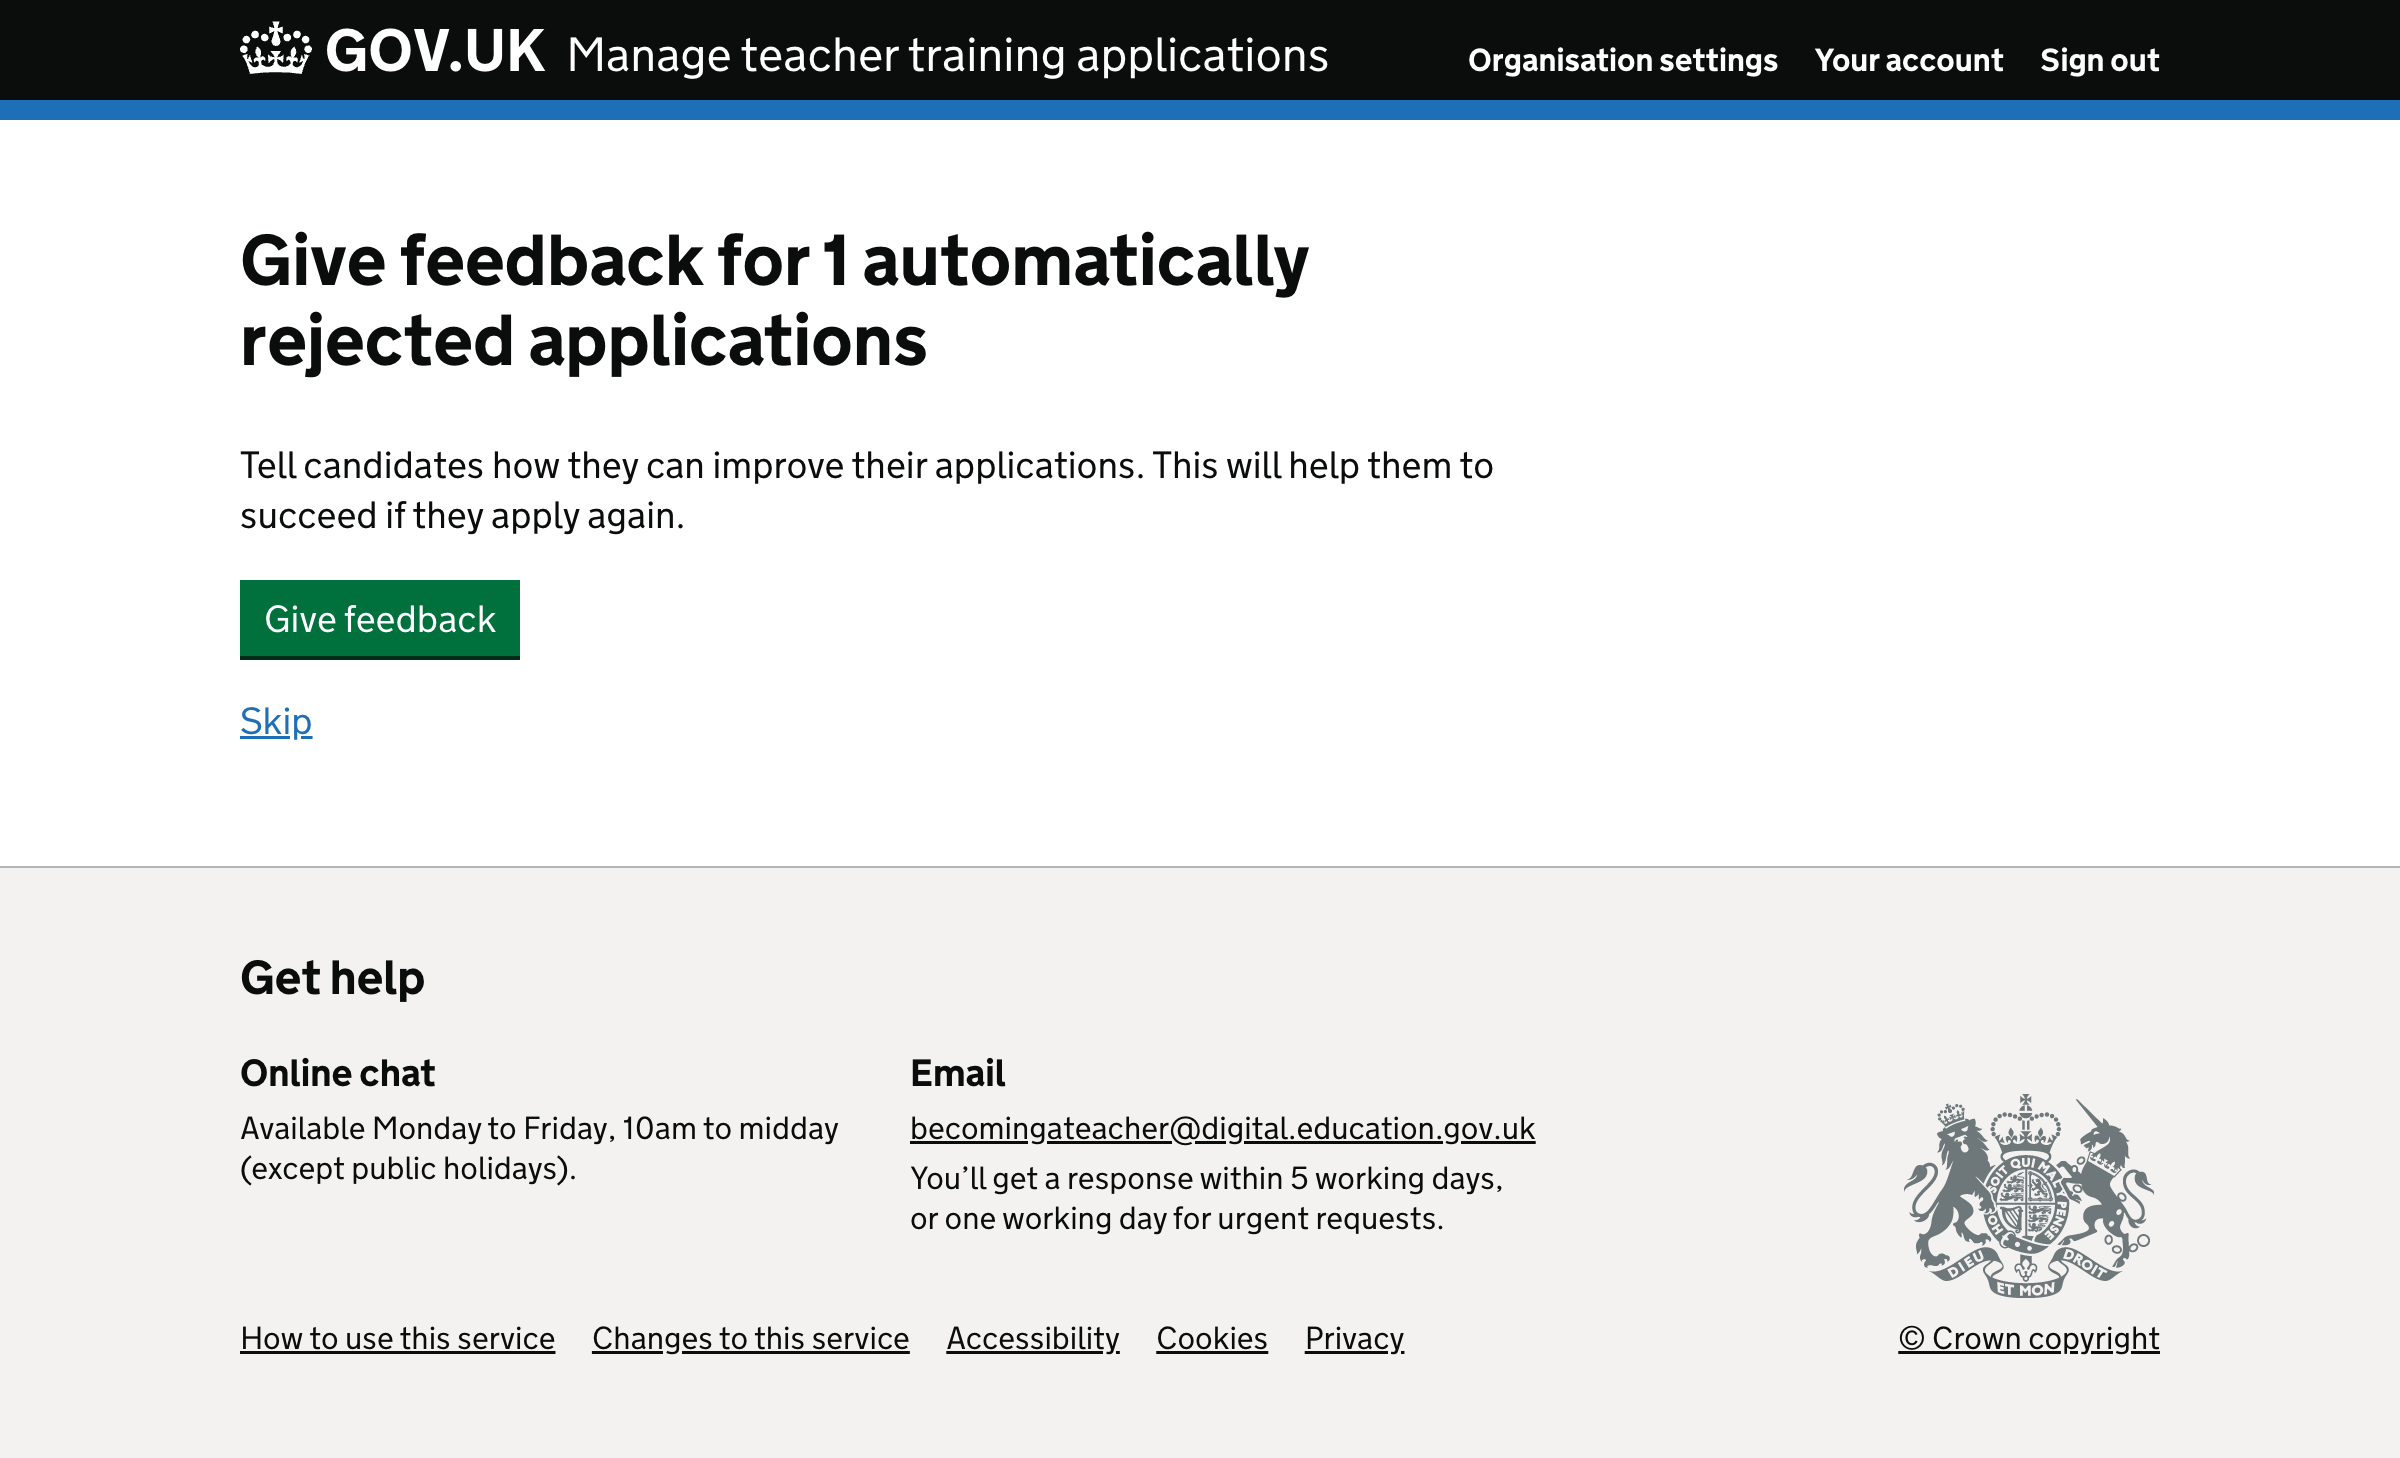 GOV.UK Manage teacher training applications
Organisation settings Your account Sign out
Give feedback for 1 automatically
rejected applications
Tell candidates how they can improve their applications. This will help them to
succeed if they apply again.
Give feedback
Skip
Get help
Online chat
Available Monday to Friday, 10am to midday
(except public holidays).
Email
becomingateacher@digital.education.gov.uk
You’ll get a response within 5 working days,
or one working day for urgent requests.
SOIT QUI MAL
PENSE
HO
DIEU
ET MON
DROIT
How to use this service Changes to this service Accessibility Cookies Privacy
© Crown copyright